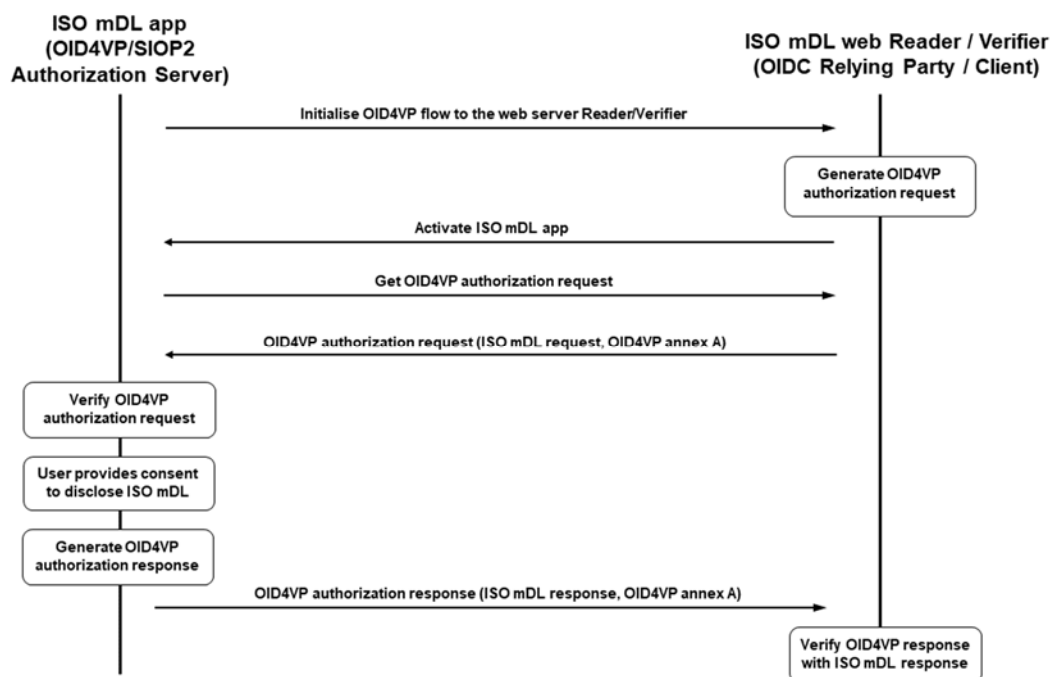 ISO mDL app
(OID4VP/SIOP2
Authorization Server)
ISO mDL web Reader / Verifier
(OIDC Relying Party / Client)
Initialise OID4VP flow to the web server Reader/Verifier
Generate OID4VP
authorization request
Activate ISO mDL app
Get OID4VP authorization request
OID4VP authorization request (ISO mDL request, OID4VP annex A)
Verify OID4VP
authorization request
User provides consent
to disclose ISO mDL
Generate OID4VP
authorization response
OID4VP authorization response (ISO mDL response, OID4VP annex A)
Verify OID4VP response
with ISO mDL response